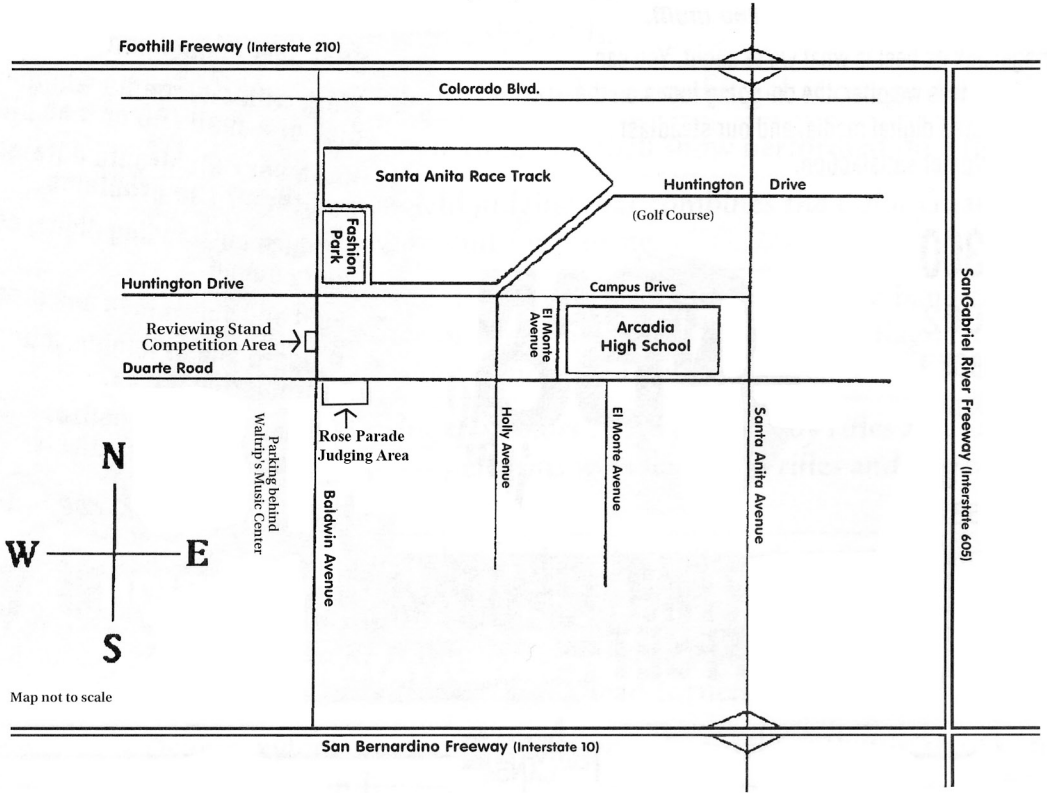 Foothill Freeway (Interstate 210)
Colorado Blvd.
Santa Anita Race Track
Huntington Drive
(Golf Course)
Fashion
Park
Huntington Drive
Campus Drive
Reviewing Stand
Competition Area
El Monte
Avenue
Arcadia
High School
Duarte Road
SanGabriel River Freeway (Interstate 605)
Rose Parade
Judging Area
Parking behind
Waltrip's Music Center
Holly Avenue
El Monte Avenue
Santa Anita Avenue
Baldwin Avenue
N
W
E
S
Map not to scale
San Bernardino Freeway (Interstate 10)